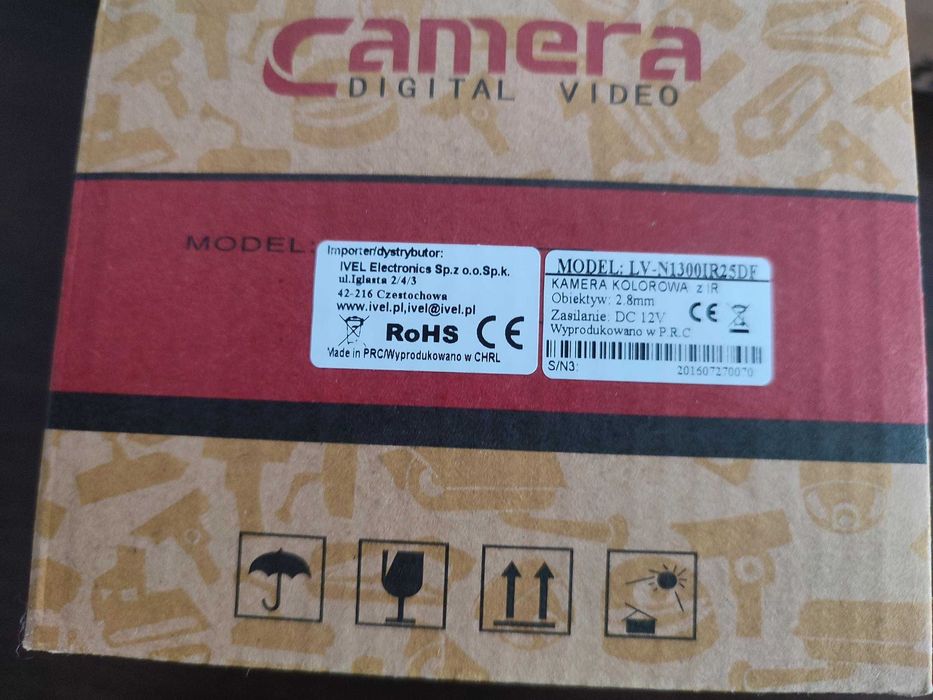 Camera
DIGITAL VIDEO
MODEL:
Importer/dystrybutor:
IVEL Electronics Sp.z o.o.Sp.k.
ul.Iglasta 2/4/3
42-216 Czestochowa
www.ivel.pl,ivel@ivel.pl
RoHS CE
Made in PRC/Wyprodukowano w CHRL
MODEL: LV-N1300IR25DF
KAMERA KOLOROWA z IR
Obiektyw: 2.8mm
Zasilanie: DC 12V CE
Wyprodukowano w P.R.C
S/N3:
201607270070